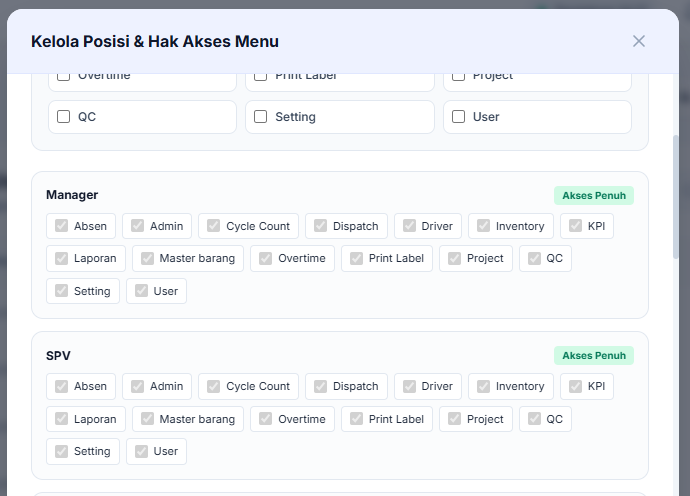 Kelola Posisi & Hak Akses Menu
Overtime Print Label Project
QC Setting User
Manager Akses Penuh
Absen Admin Cycle Count Dispatch Driver Inventory KPI
Laporan Master barang Overtime Print Label Project QC
Setting User
SPV Akses Penuh
Absen Admin Cycle Count Dispatch Driver Inventory KPI
Laporan Master barang Overtime Print Label Project QC
Setting User